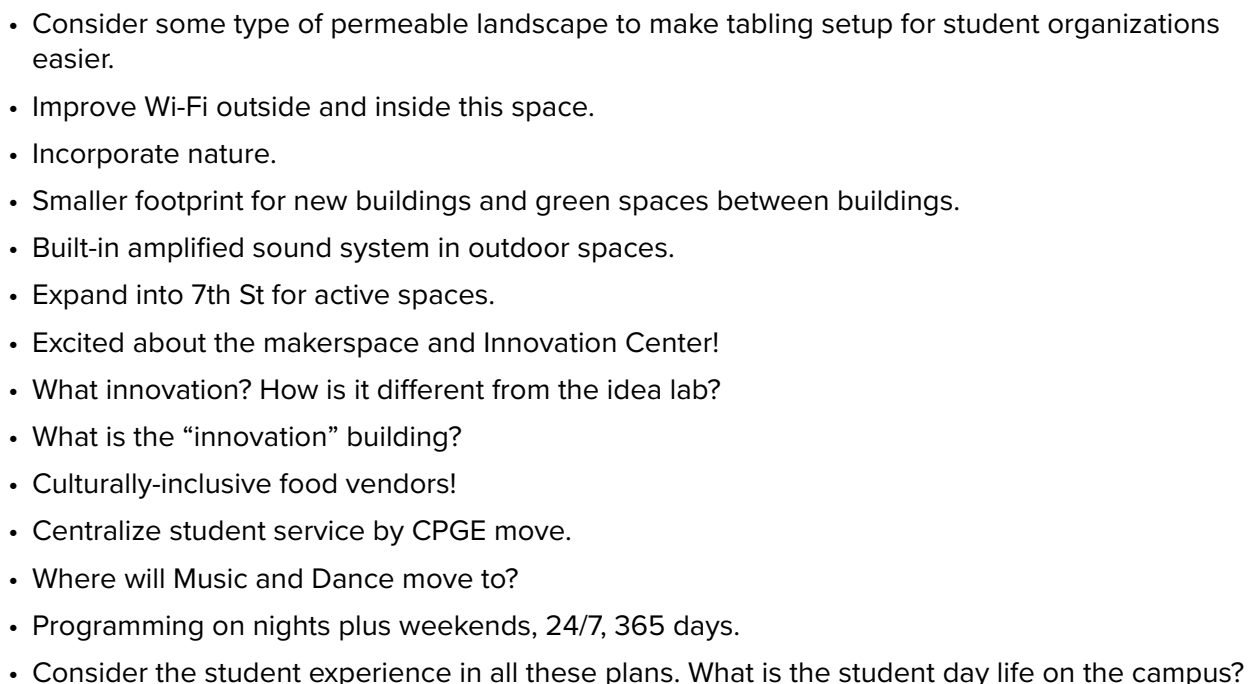 • Consider some type of permeable landscape to make tabling setup for student organizations
easier.
• Improve Wi-Fi outside and inside this space.
• Incorporate nature.
• Smaller footprint for new buildings and green spaces between buildings.
• Built-in amplified sound system in outdoor spaces.
• Expand into 7th St for active spaces.
• Excited about the makerspace and Innovation Center!
• What innovation? How is it different from the idea lab?
• What is the “innovation” building?
• Culturally-inclusive food vendors!
• Centralize student service by CPGE move.
• Where will Music and Dance move to?
• Programming on nights plus weekends, 24/7, 365 days.
• Consider the student experience in all these plans. What is the student day life on the campus?